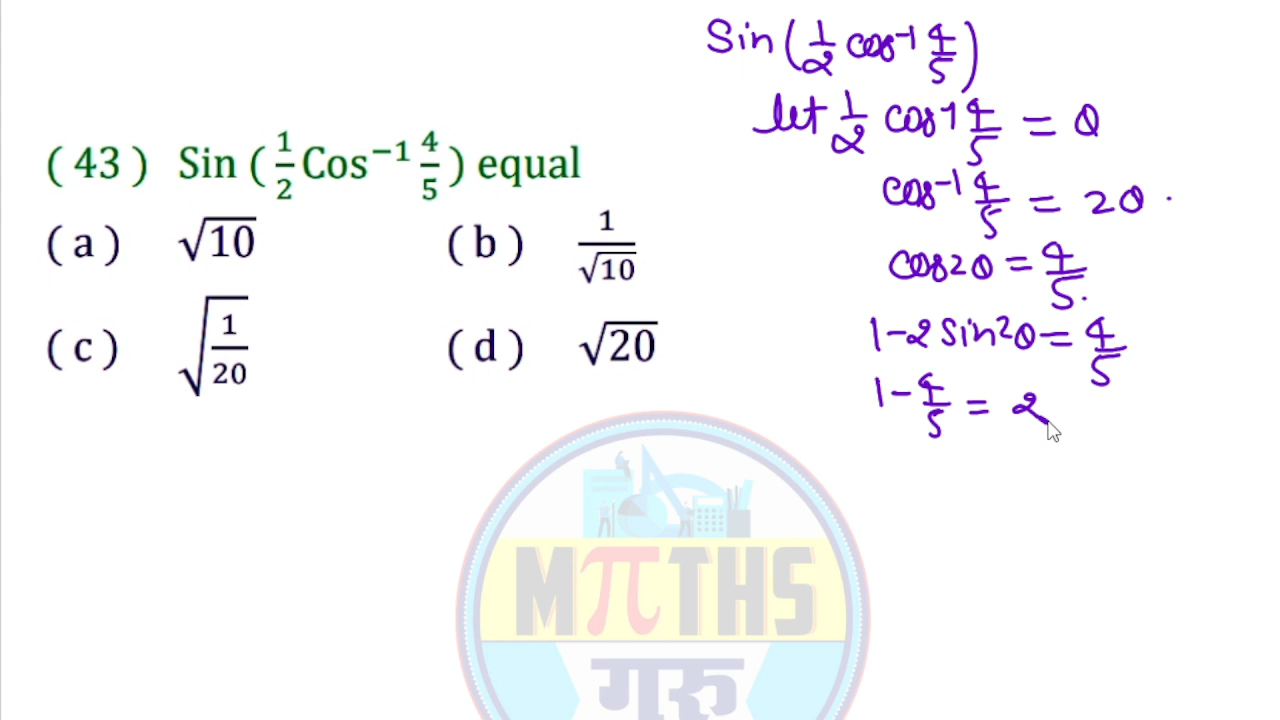 ( 43 ) Sin (1/2 Cos⁻¹ 4/5) equal
( a ) √10 ( b ) 1/√10
( c ) √(1/20) ( d ) √20
Sin(1/2 cos⁻¹ 4/5)
let 1/2 cos⁻¹ 4/5 = θ
cos⁻¹ 4/5 = 2θ.
cos2θ = 4/5.
1-2 sin²θ = 4/5
1 - 4/5 = 2
MπTHS
गुरु